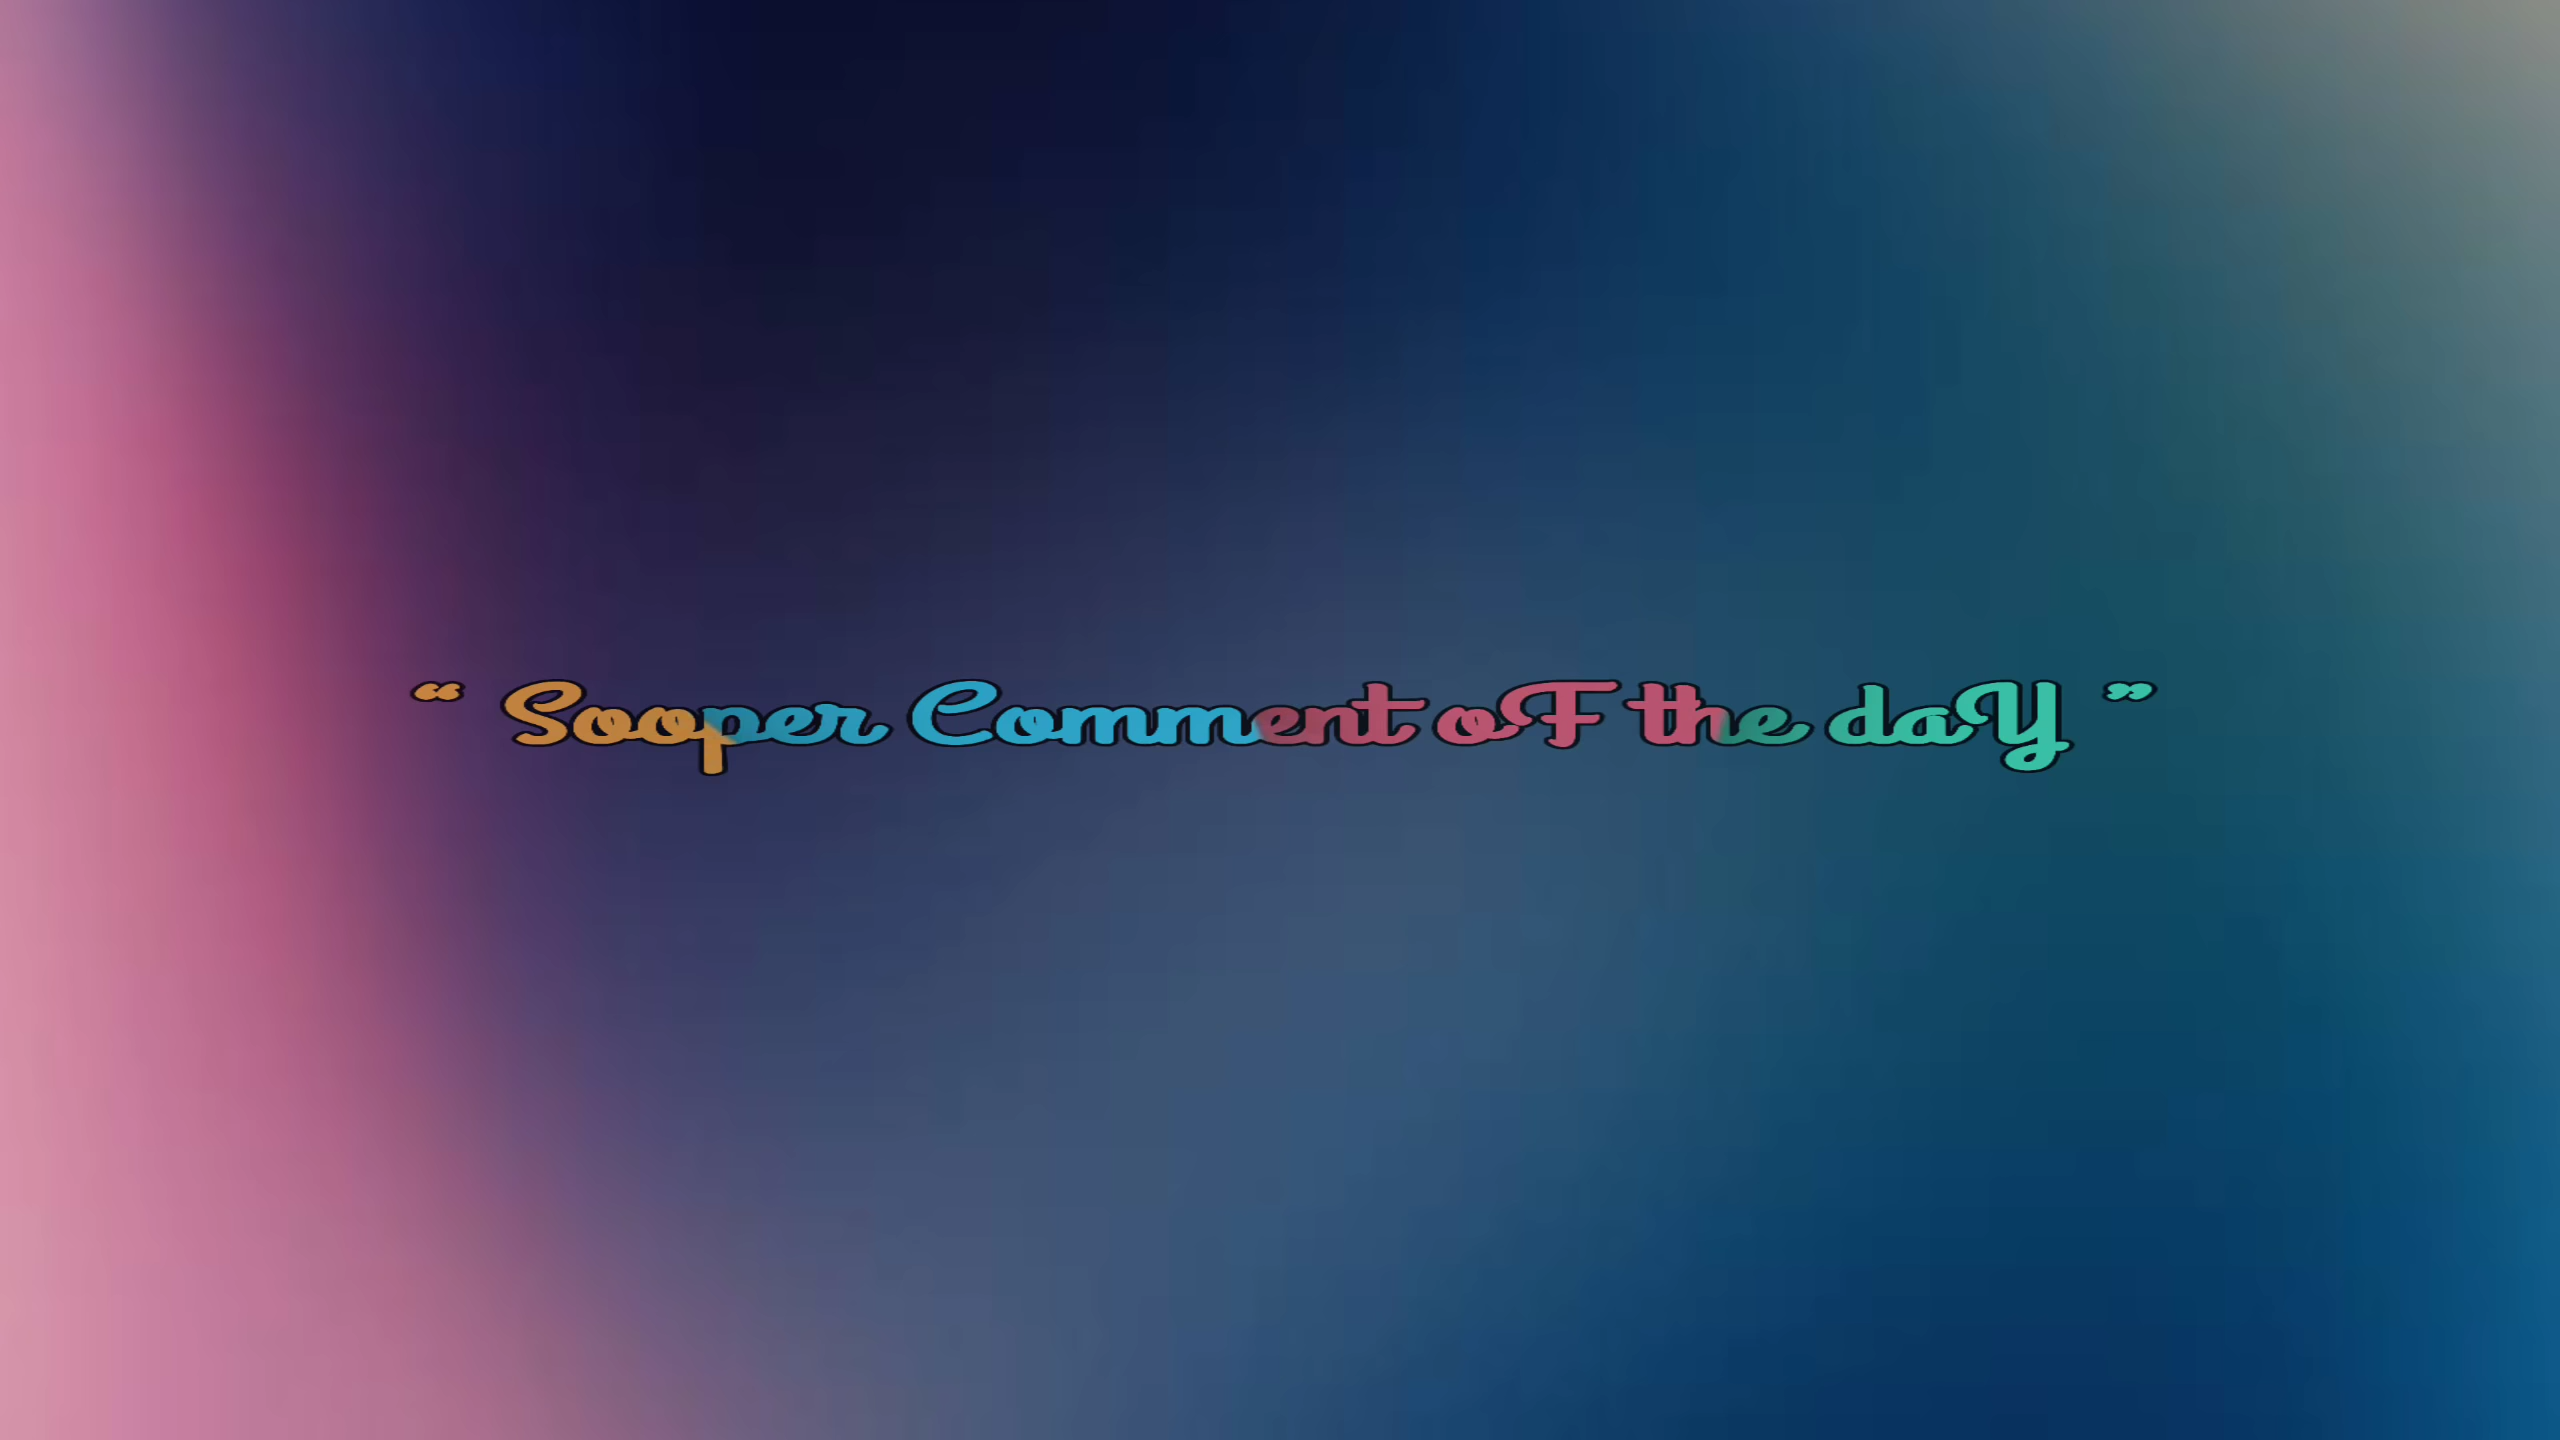 “ Sooper Comment oF the daY ”